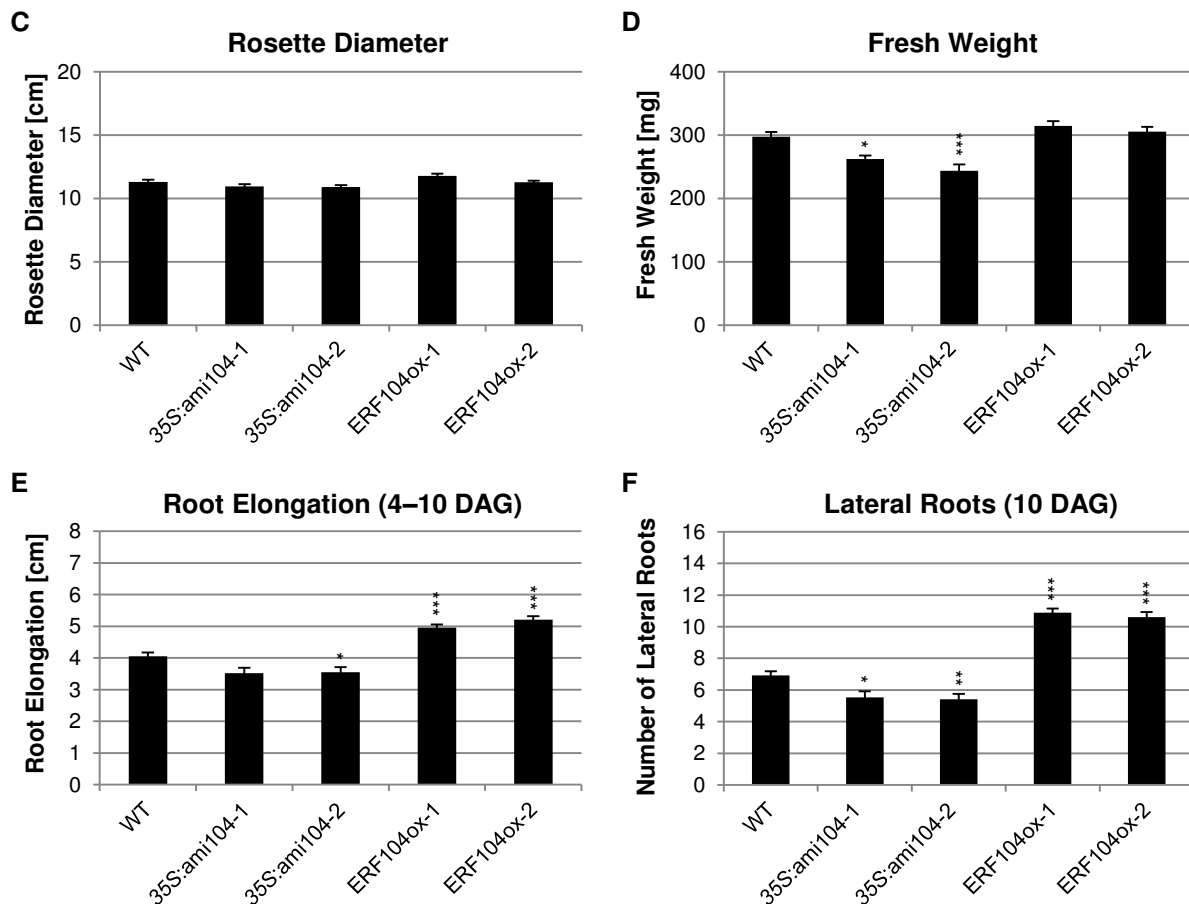 C
Rosette Diameter
Rosette Diameter [cm]
20
15
10
5
0
WT
35S:ami104-1
35S:ami104-2
ERF104ox-1
ERF104ox-2
D
Fresh Weight
Fresh Weight [mg]
400
300
200
100
0
*
***
WT
35S:ami104-1
35S:ami104-2
ERF104ox-1
ERF104ox-2
E
Root Elongation (4–10 DAG)
Root Elongation [cm]
8
7
6
5
4
3
2
1
0
*
***
***
WT
35S:ami104-1
35S:ami104-2
ERF104ox-1
ERF104ox-2
F
Lateral Roots (10 DAG)
Number of Lateral Roots
16
14
12
10
8
6
4
2
0
*
**
***
***
WT
35S:ami104-1
35S:ami104-2
ERF104ox-1
ERF104ox-2